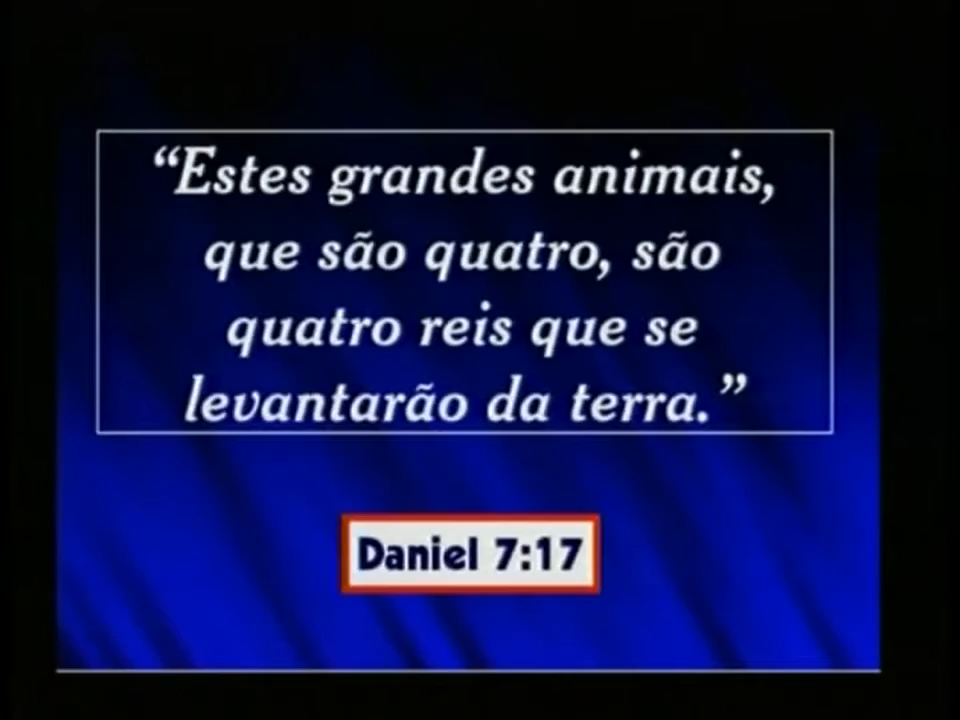 “Estes grandes animais,
que são quatro, são
quatro reis que se
levantarão da terra.”
Daniel 7:17